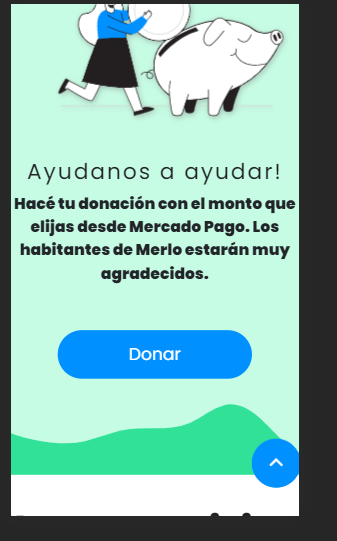 Ayudanos a ayudar!
Hacé tu donación con el monto que
elijas desde Mercado Pago. Los
habitantes de Merlo estarán muy
agradecidos.
Donar